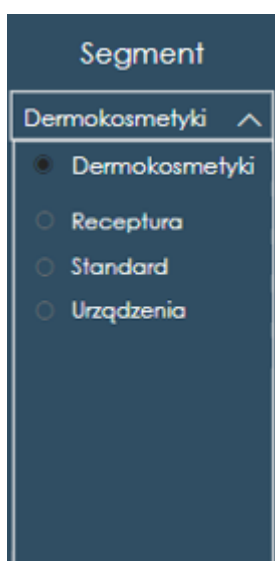 Segment
Dermokosmetyki
Dermokosmetyki
Receptura
Standard
Urządzenia